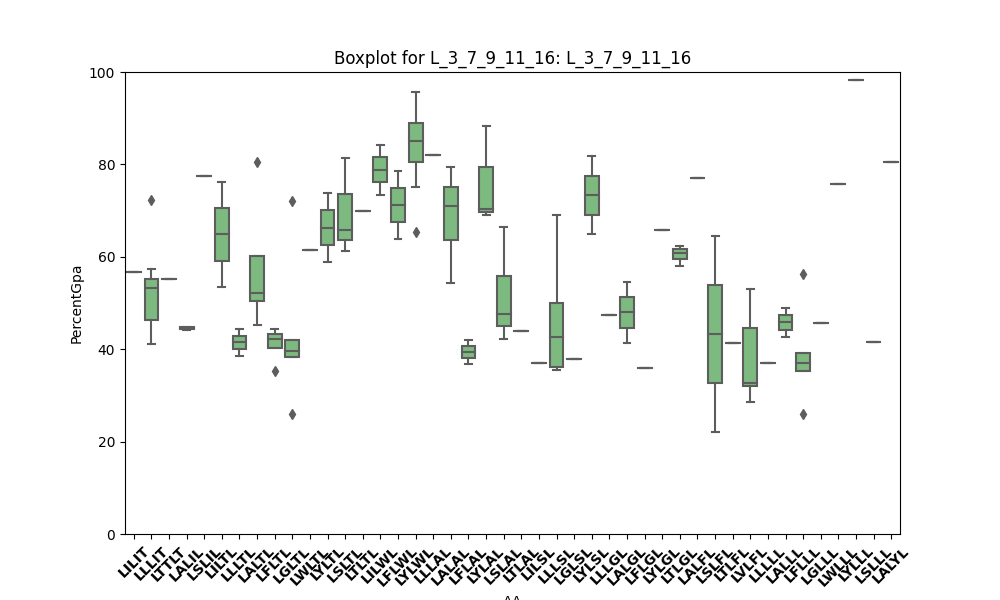 Boxplot for L_3_7_9_11_16: L_3_7_9_11_16
100
80
60
40
20
0
PercentGpa
LILIT LLLIT LTTLT LALIL LSLIL LILTL LLLTL LALTL LFLTL LGLTL LWLTL LYLTL LSLTL LTLTL LILWL LFLWL LYLWL LLLAL LALAL LFLAL LYLAL LSLAL LTLAL LILSL LLLSL LGLSL LYLSL LLLGL LALGL LFLGL LYLGL LTLGL LALFL LSLFL LTLFL LVLFL LLLLL LALLL LFLLL LGLLL LWLLL LYLLL LSLLL LALYL